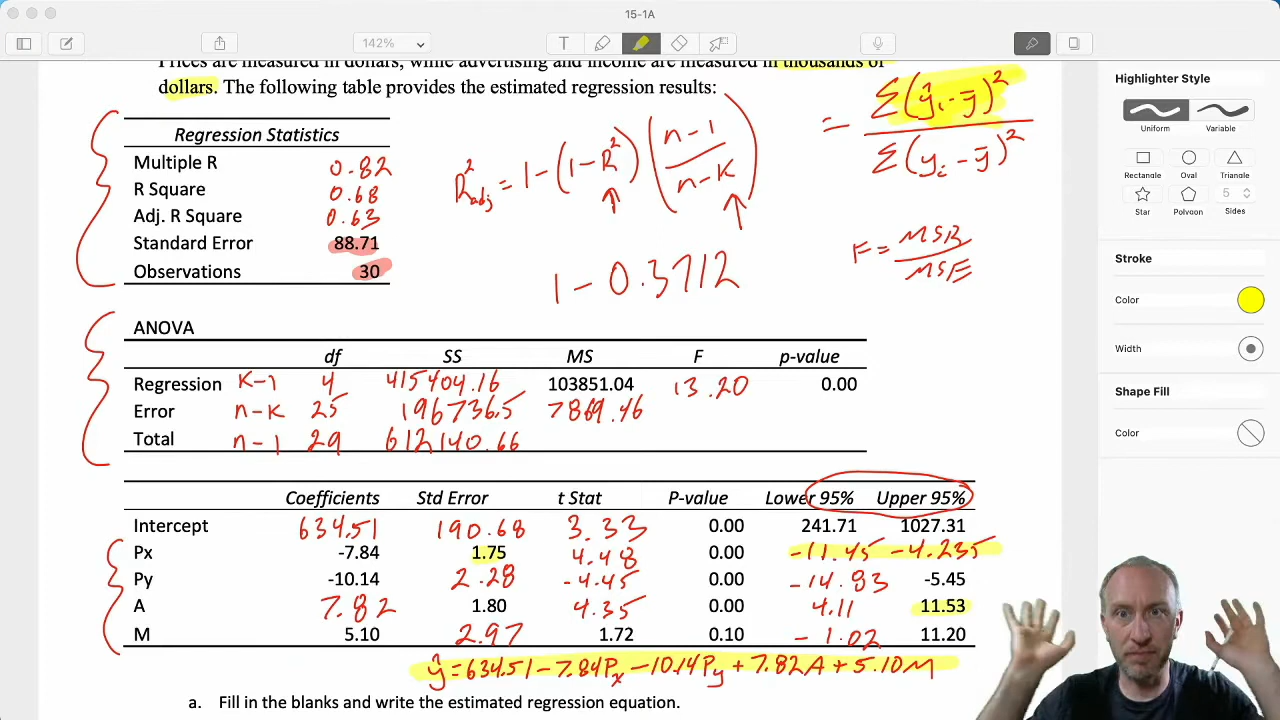 15-1A
142%
T
Prices are measured in dollars, while advertising and income are measured in thousands of
dollars. The following table provides the estimated regression results:
Regression Statistics
Multiple R 0.82
R Square 0.68
Adj. R Square 0.63
Standard Error 88.71
Observations 30
R²adj = 1 - (1 - R²) (n-1 / n-K)
1 - 0.3712
= Σ(ŷi - ȳ)² / Σ(yi - ȳ)²
F = MSR / MSE
ANOVA
df SS MS F p-value
Regression K-1 4 415404.16 103851.04 13.20 0.00
Error n-K 25 196736.5 7869.46
Total n-1 29 612140.66
Coefficients Std Error t Stat P-value Lower 95% Upper 95%
Intercept 634.51 190.68 3.33 0.00 241.71 1027.31
Px -7.84 1.75 4.48 0.00 -11.45 -4.235
Py -10.14 2.28 -4.45 0.00 -14.83 -5.45
A 7.82 1.80 4.35 0.00 4.11 11.53
M 5.10 2.97 1.72 0.10 -1.02 11.20
ŷ = 634.51 - 7.84Px - 10.14Py + 7.82A + 5.10M
a. Fill in the blanks and write the estimated regression equation.
Highlighter Style
Uniform Variable
Rectangle Oval Triangle
5
Star Polygon Sides
Stroke
Color
Width
Shape Fill
Color